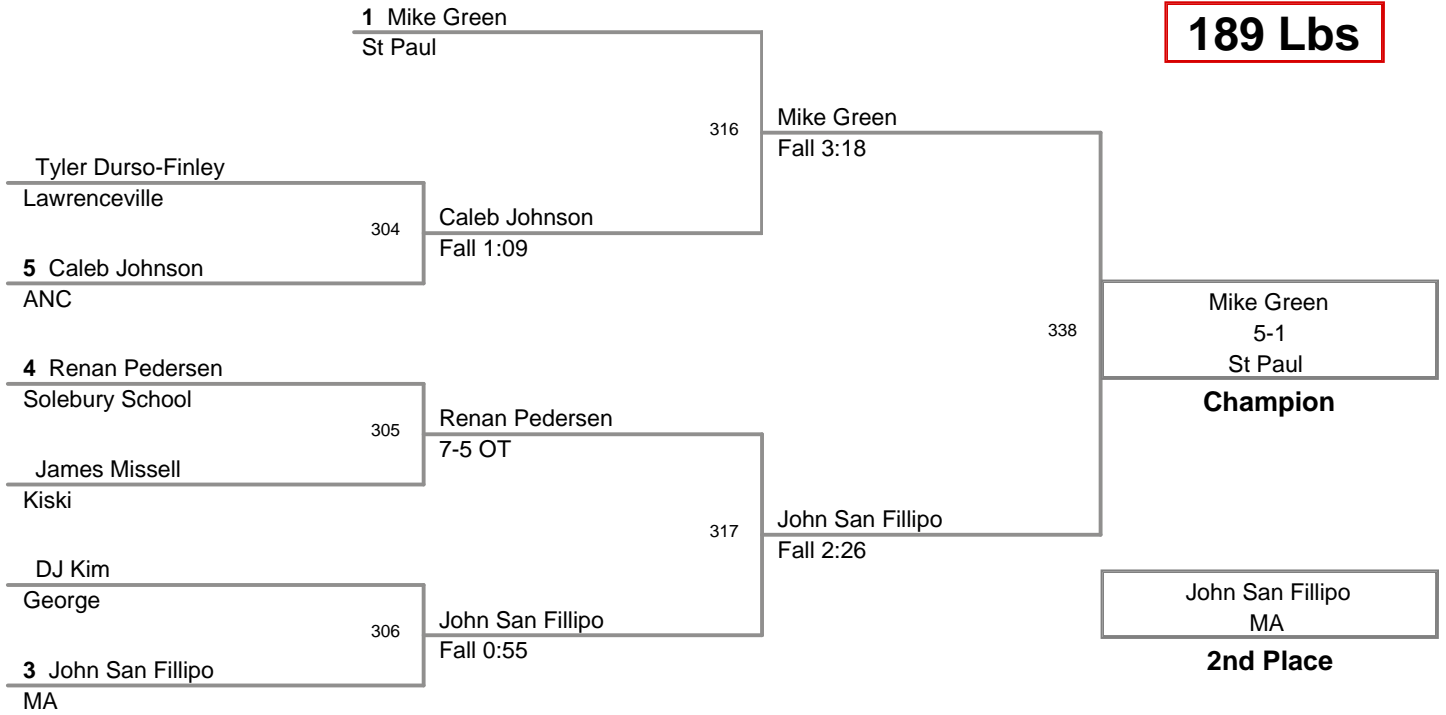 1 Mike Green
St Paul
189 Lbs
316
Mike Green
Fall 3:18
Tyler Durso-Finley
Lawrenceville
304
Caleb Johnson
Fall 1:09
5 Caleb Johnson
ANC
338
Mike Green
5-1
St Paul
Champion
4 Renan Pedersen
Solebury School
305
Renan Pedersen
7-5 OT
James Missell
Kiski
317
John San Fillipo
Fall 2:26
DJ Kim
George
306
John San Fillipo
Fall 0:55
3 John San Fillipo
MA
John San Fillipo
MA
2nd Place